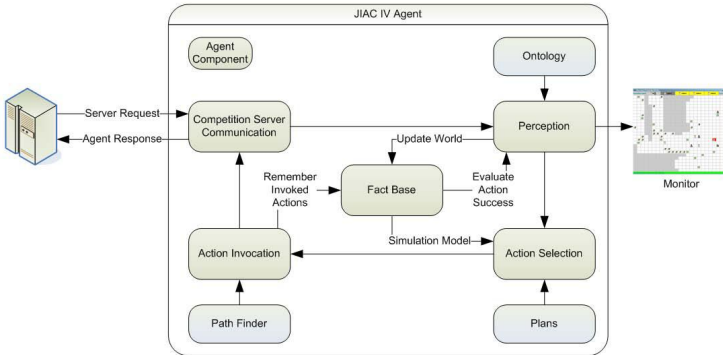 JIAC IV Agent
Agent
Component
Ontology
Server Request
Agent Response
Competition Server
Communication
Perception
Update World
Monitor
Remember
Invoked
Actions
Fact Base
Evaluate
Action
Success
Simulation Model
Action Invocation
Action Selection
Path Finder
Plans